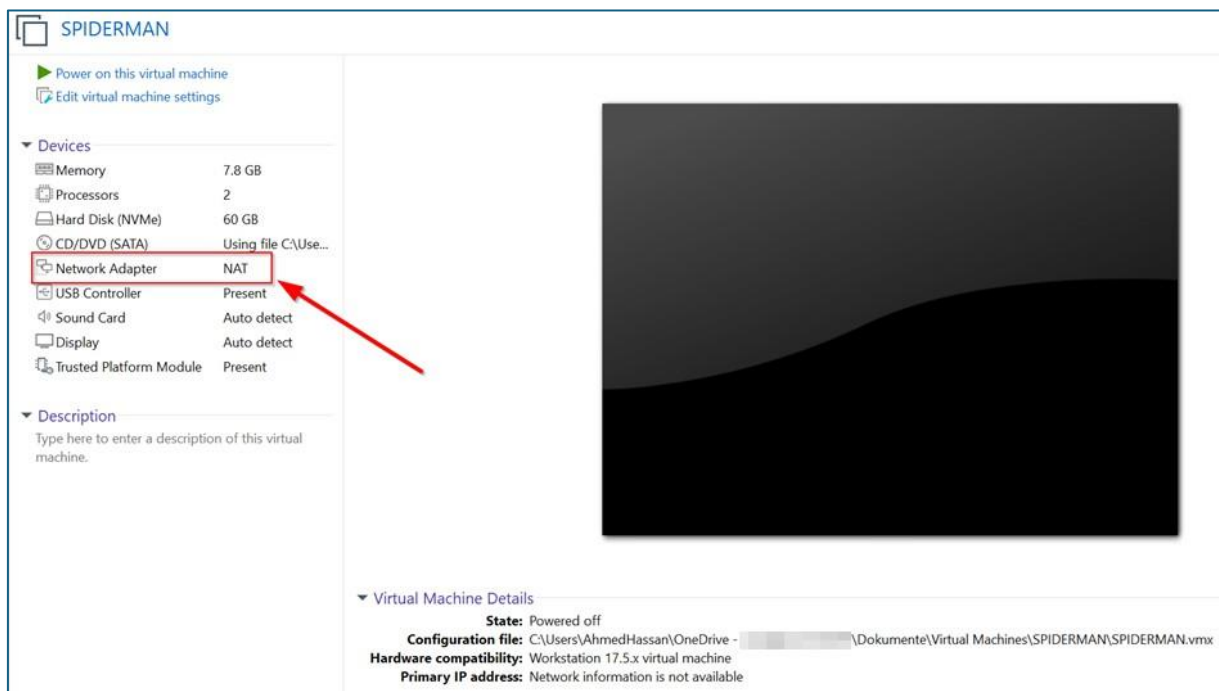 SPIDERMAN
Power on this virtual machine
Edit virtual machine settings
Devices
Memory 7.8 GB
Processors 2
Hard Disk (NVMe) 60 GB
CD/DVD (SATA) Using file C:\Use...
Network Adapter NAT
USB Controller Present
Sound Card Auto detect
Display Auto detect
Trusted Platform Module Present
Description
Type here to enter a description of this virtual
machine.
Virtual Machine Details
State: Powered off
Configuration file: C:\Users\AhmedHassan\OneDrive - \Dokumente\Virtual Machines\SPIDERMAN\SPIDERMAN.vmx
Hardware compatibility: Workstation 17.5.x virtual machine
Primary IP address: Network information is not available